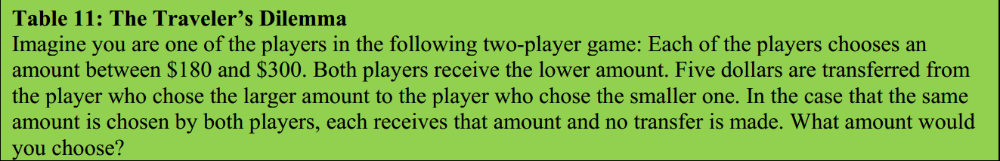 Table 11: The Traveler’s Dilemma
Imagine you are one of the players in the following two-player game: Each of the players chooses an
amount between $180 and $300. Both players receive the lower amount. Five dollars are transferred from
the player who chose the larger amount to the player who chose the smaller one. In the case that the same
amount is chosen by both players, each receives that amount and no transfer is made. What amount would
you choose?